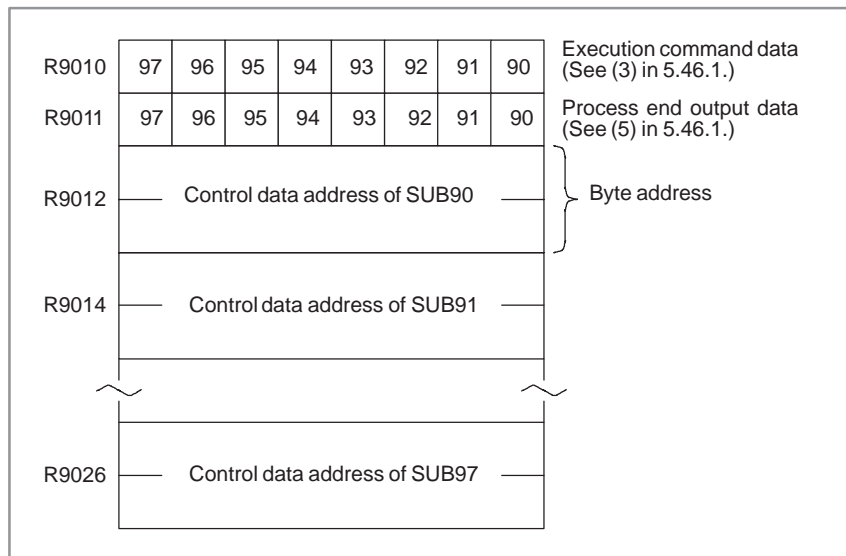 R9010 97 96 95 94 93 92 91 90 Execution command data
(See (3) in 5.46.1.)
R9011 97 96 95 94 93 92 91 90 Process end output data
(See (5) in 5.46.1.)
R9012 Control data address of SUB90 Byte address
R9014 Control data address of SUB91
R9026 Control data address of SUB97